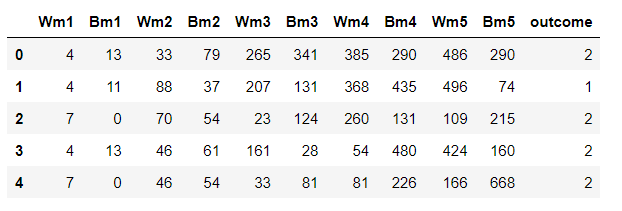 Wm1 Bm1 Wm2 Bm2 Wm3 Bm3 Wm4 Bm4 Wm5 Bm5 outcome
0 4 13 33 79 265 341 385 290 486 290 2
1 4 11 88 37 207 131 368 435 496 74 1
2 7 0 70 54 23 124 260 131 109 215 2
3 4 13 46 61 161 28 54 480 424 160 2
4 7 0 46 54 33 81 81 226 166 668 2